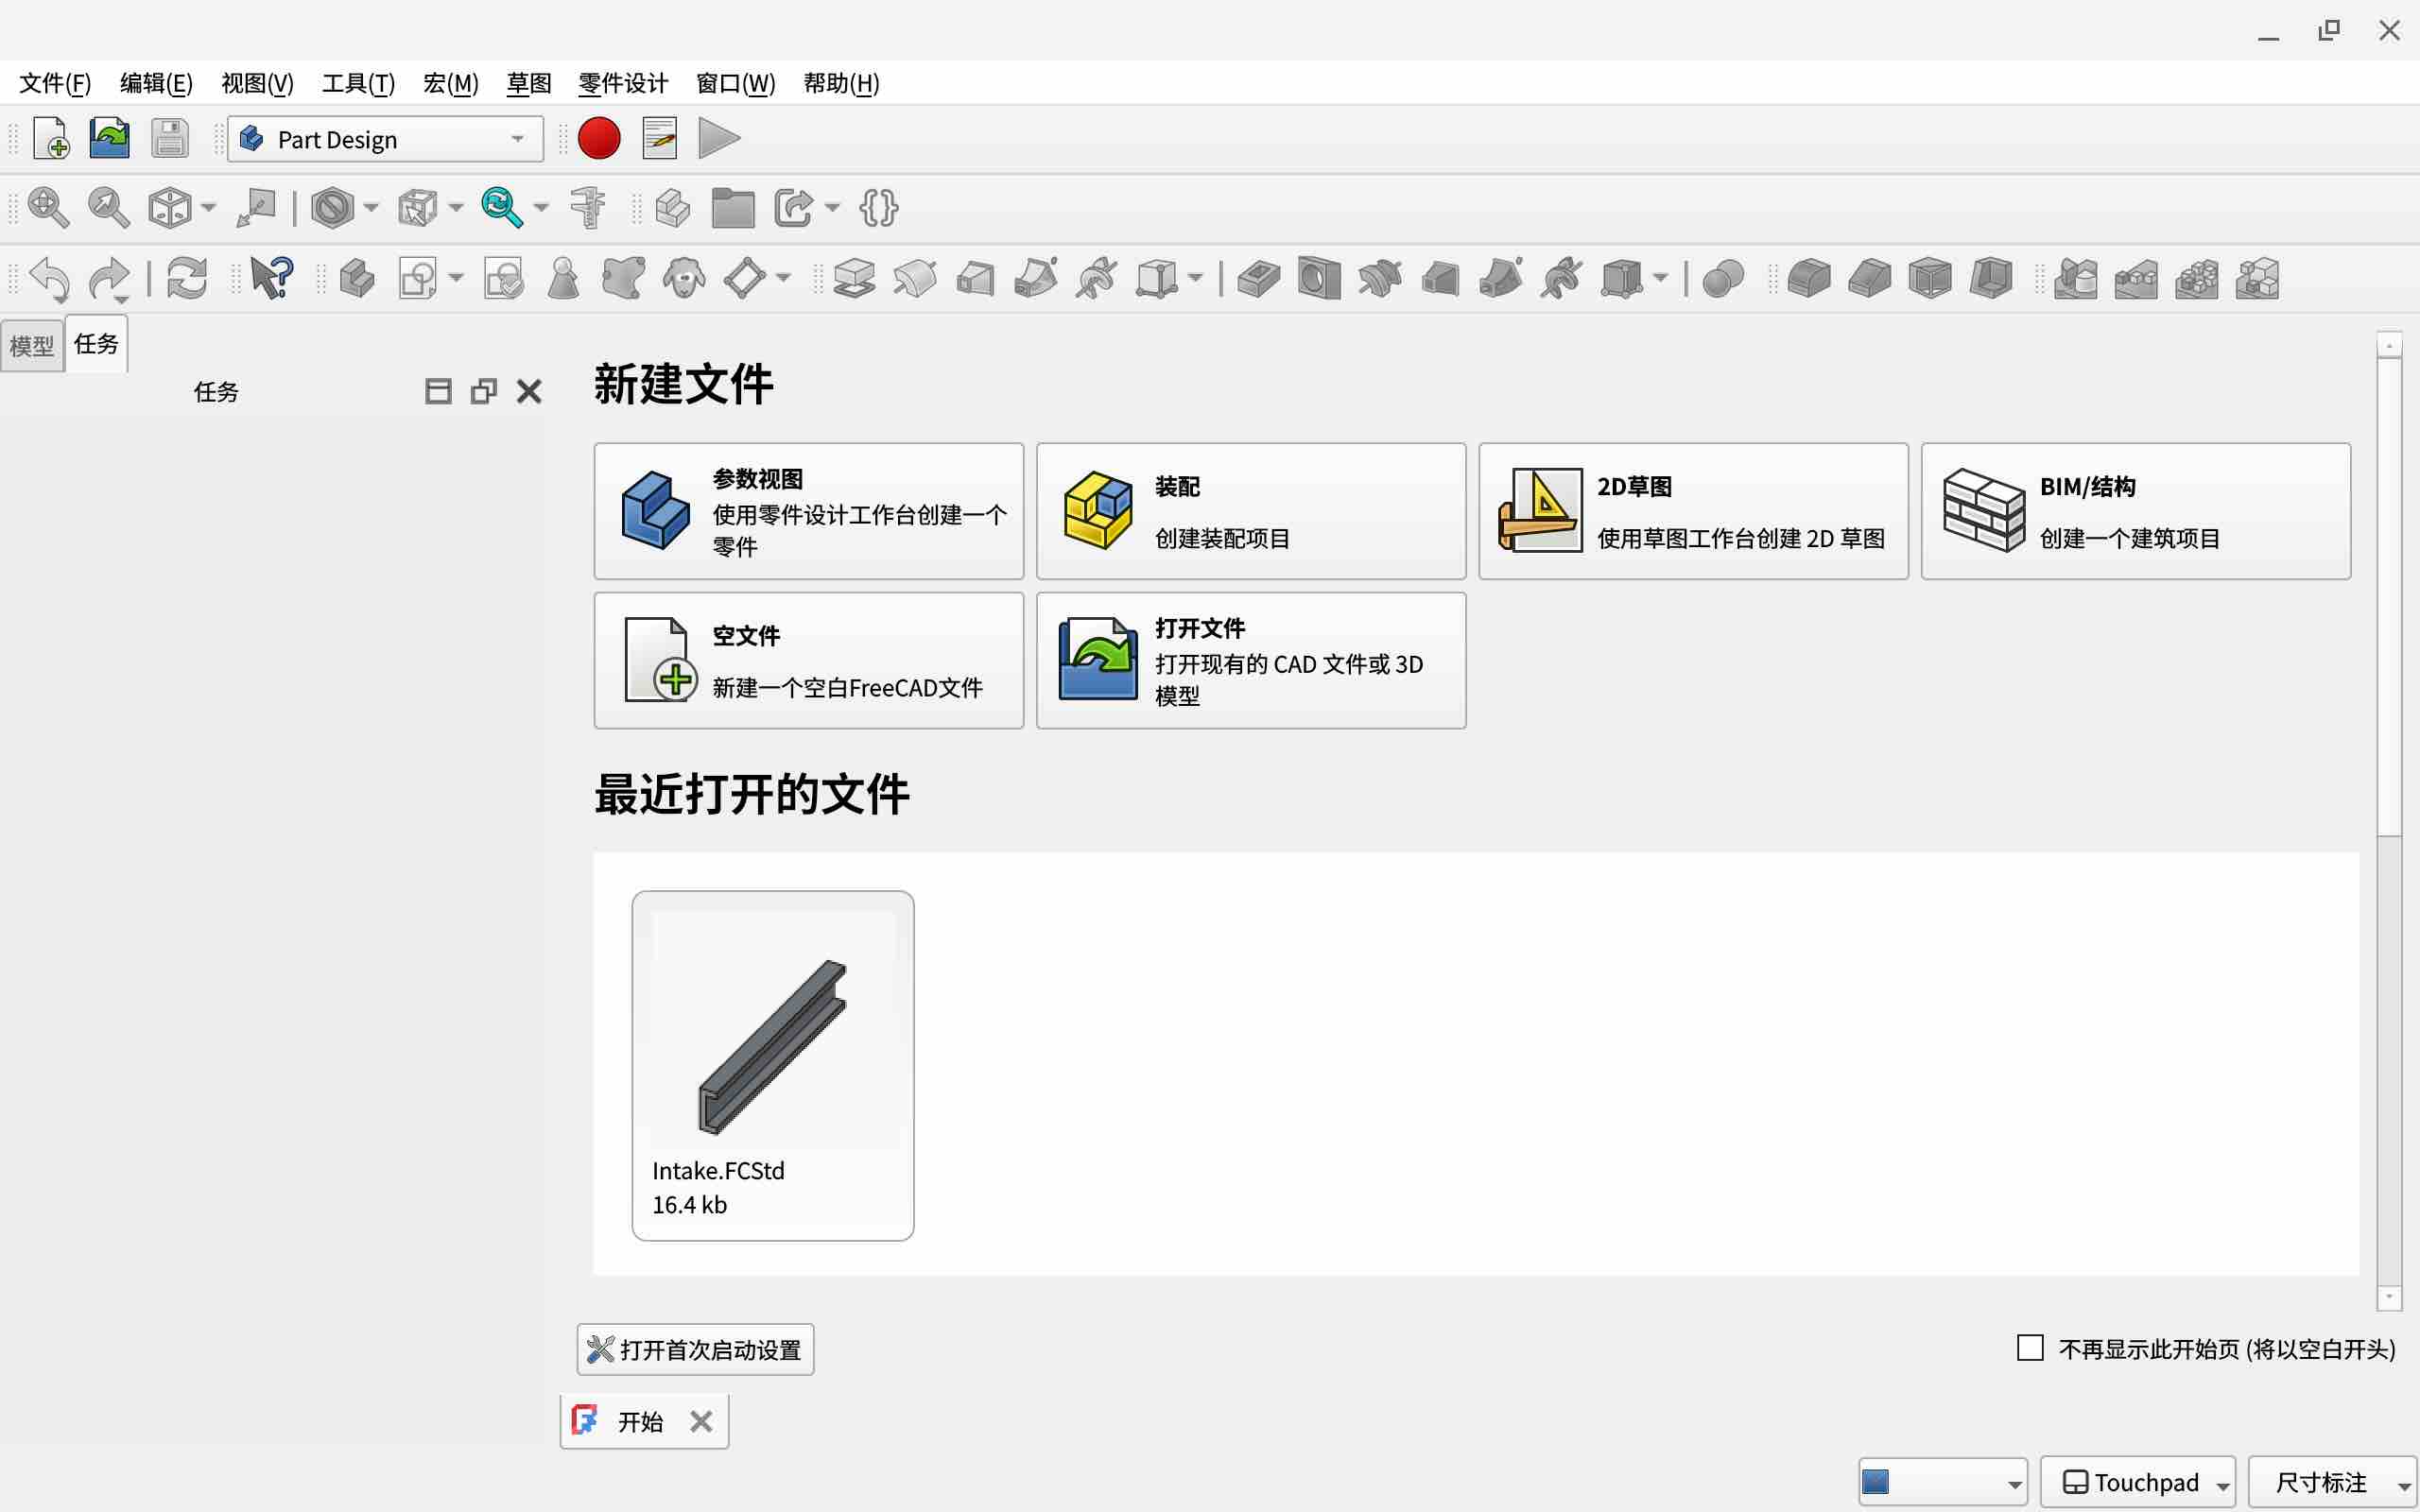 文件(F) 编辑(E) 视图(V) 工具(T) 宏(M) 草图 零件设计 窗口(W) 帮助(H)
Part Design
模型 任务
任务
新建文件
参数视图
使用零件设计工作台创建一个
零件
装配
创建装配项目
2D草图
使用草图工作台创建 2D 草图
BIM/结构
创建一个建筑项目
空文件
新建一个空白FreeCAD文件
打开文件
打开现有的 CAD 文件或 3D
模型
最近打开的文件
Intake.FCStd
16.4 kb
打开首次启动设置
不再显示此开始页 (将以空白开头)
开始
Touchpad
尺寸标注